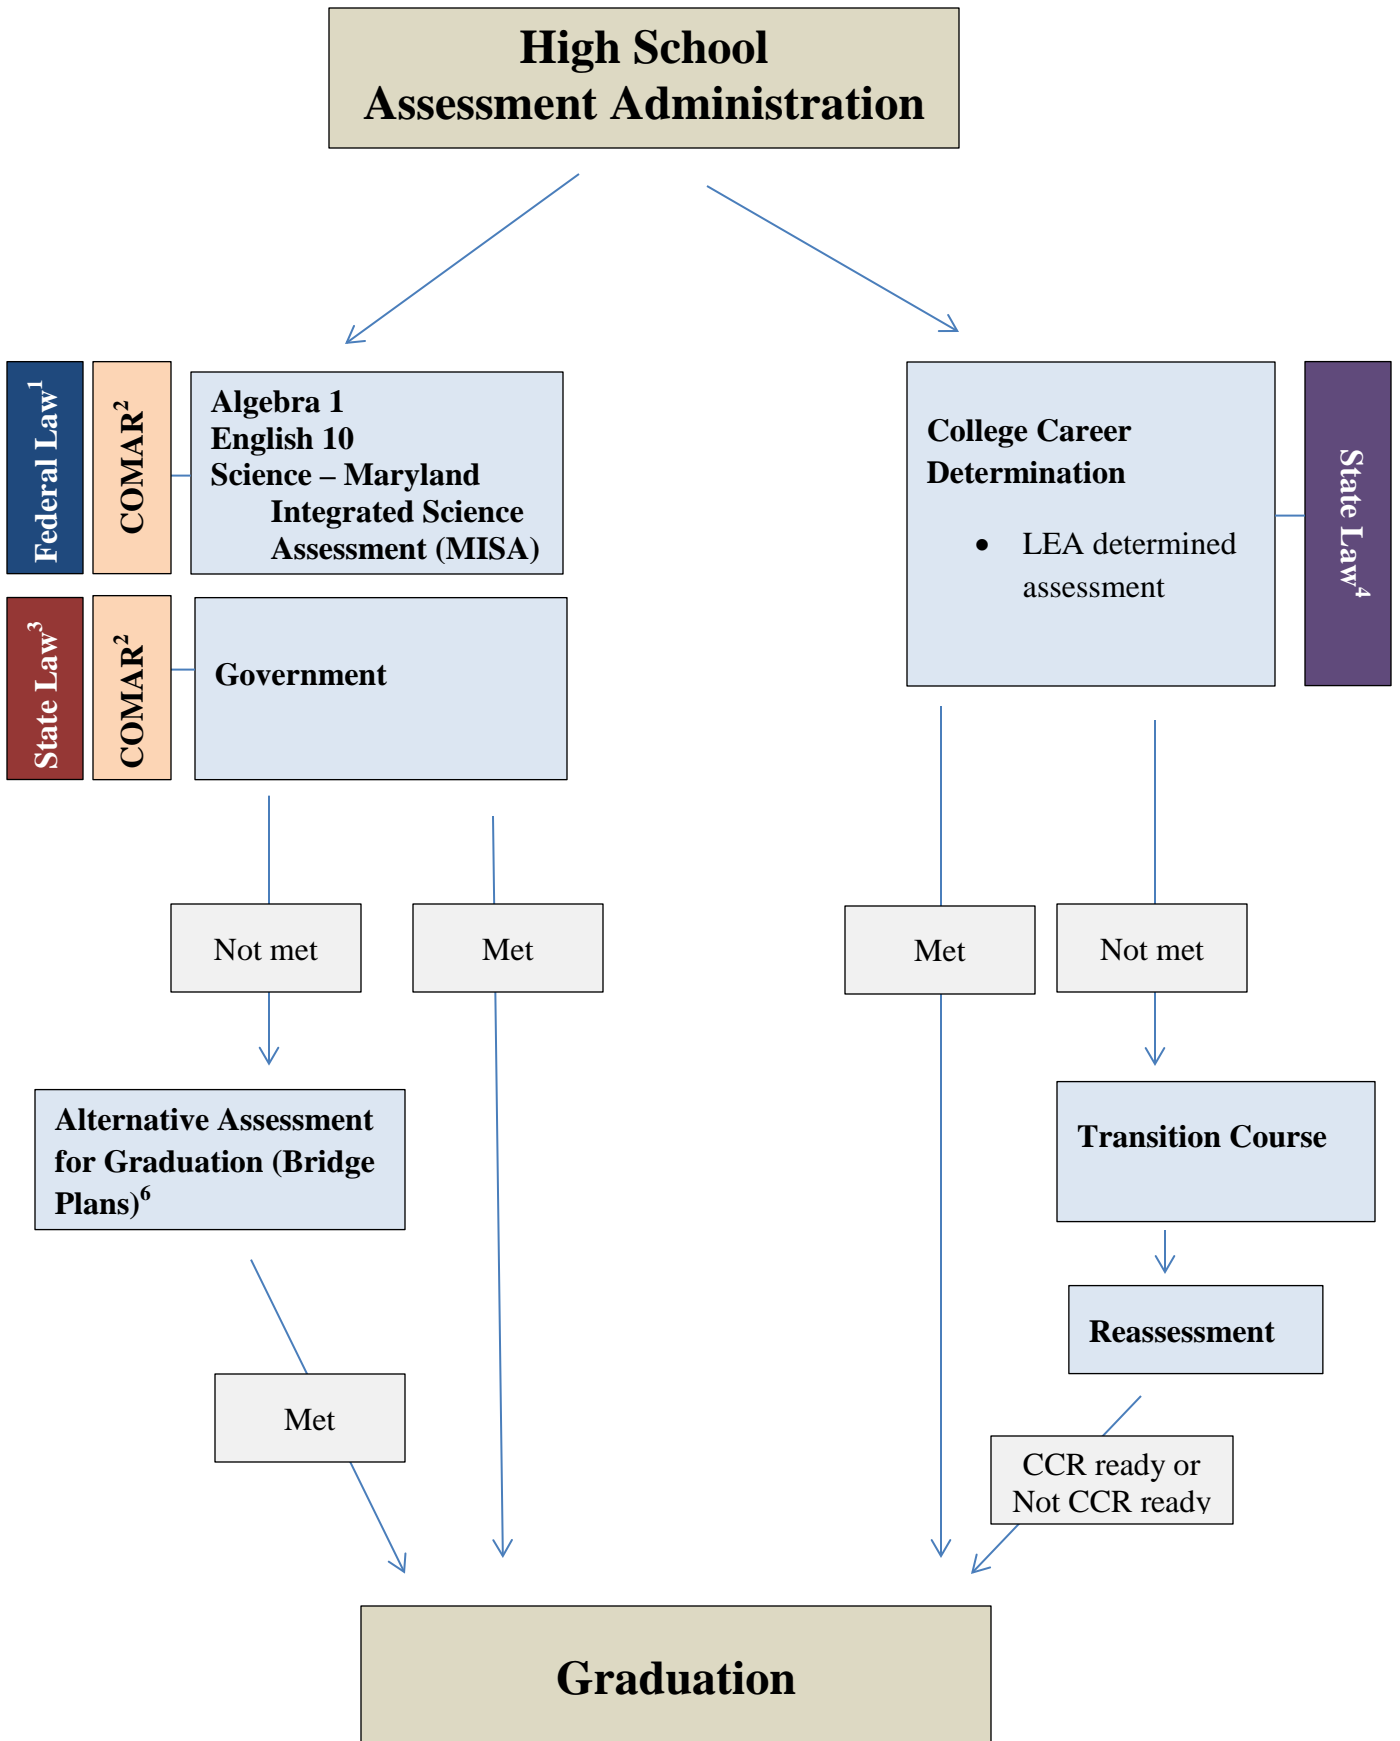 High School
Assessment Administration
Federal Law1
COMAR2
Algebra 1
English 10
Science – Maryland
Integrated Science
Assessment (MISA)
College Career
Determination
• LEA determined
assessment
State Law4
State Law3
COMAR2
Government
Not met
Met
Met
Not met
Alternative Assessment
for Graduation (Bridge
Plans)6
Transition Course
Reassessment
Met
CCR ready or
Not CCR ready
Graduation